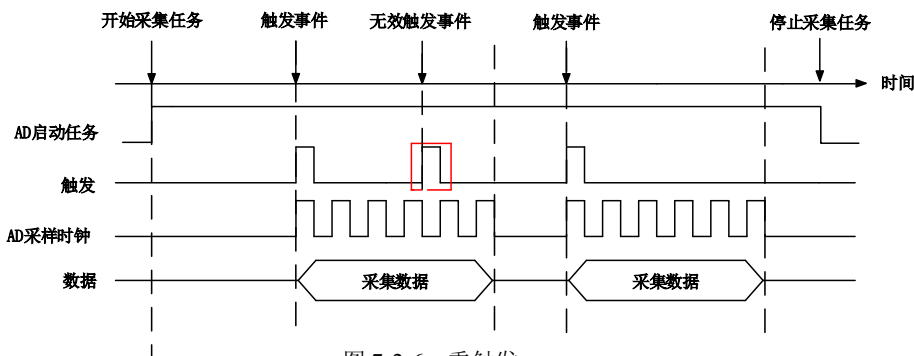 开始采集任务
触发事件
无效触发事件
触发事件
停止采集任务
时间
AD启动任务
触发
AD采样时钟
数据
采集数据
采集数据